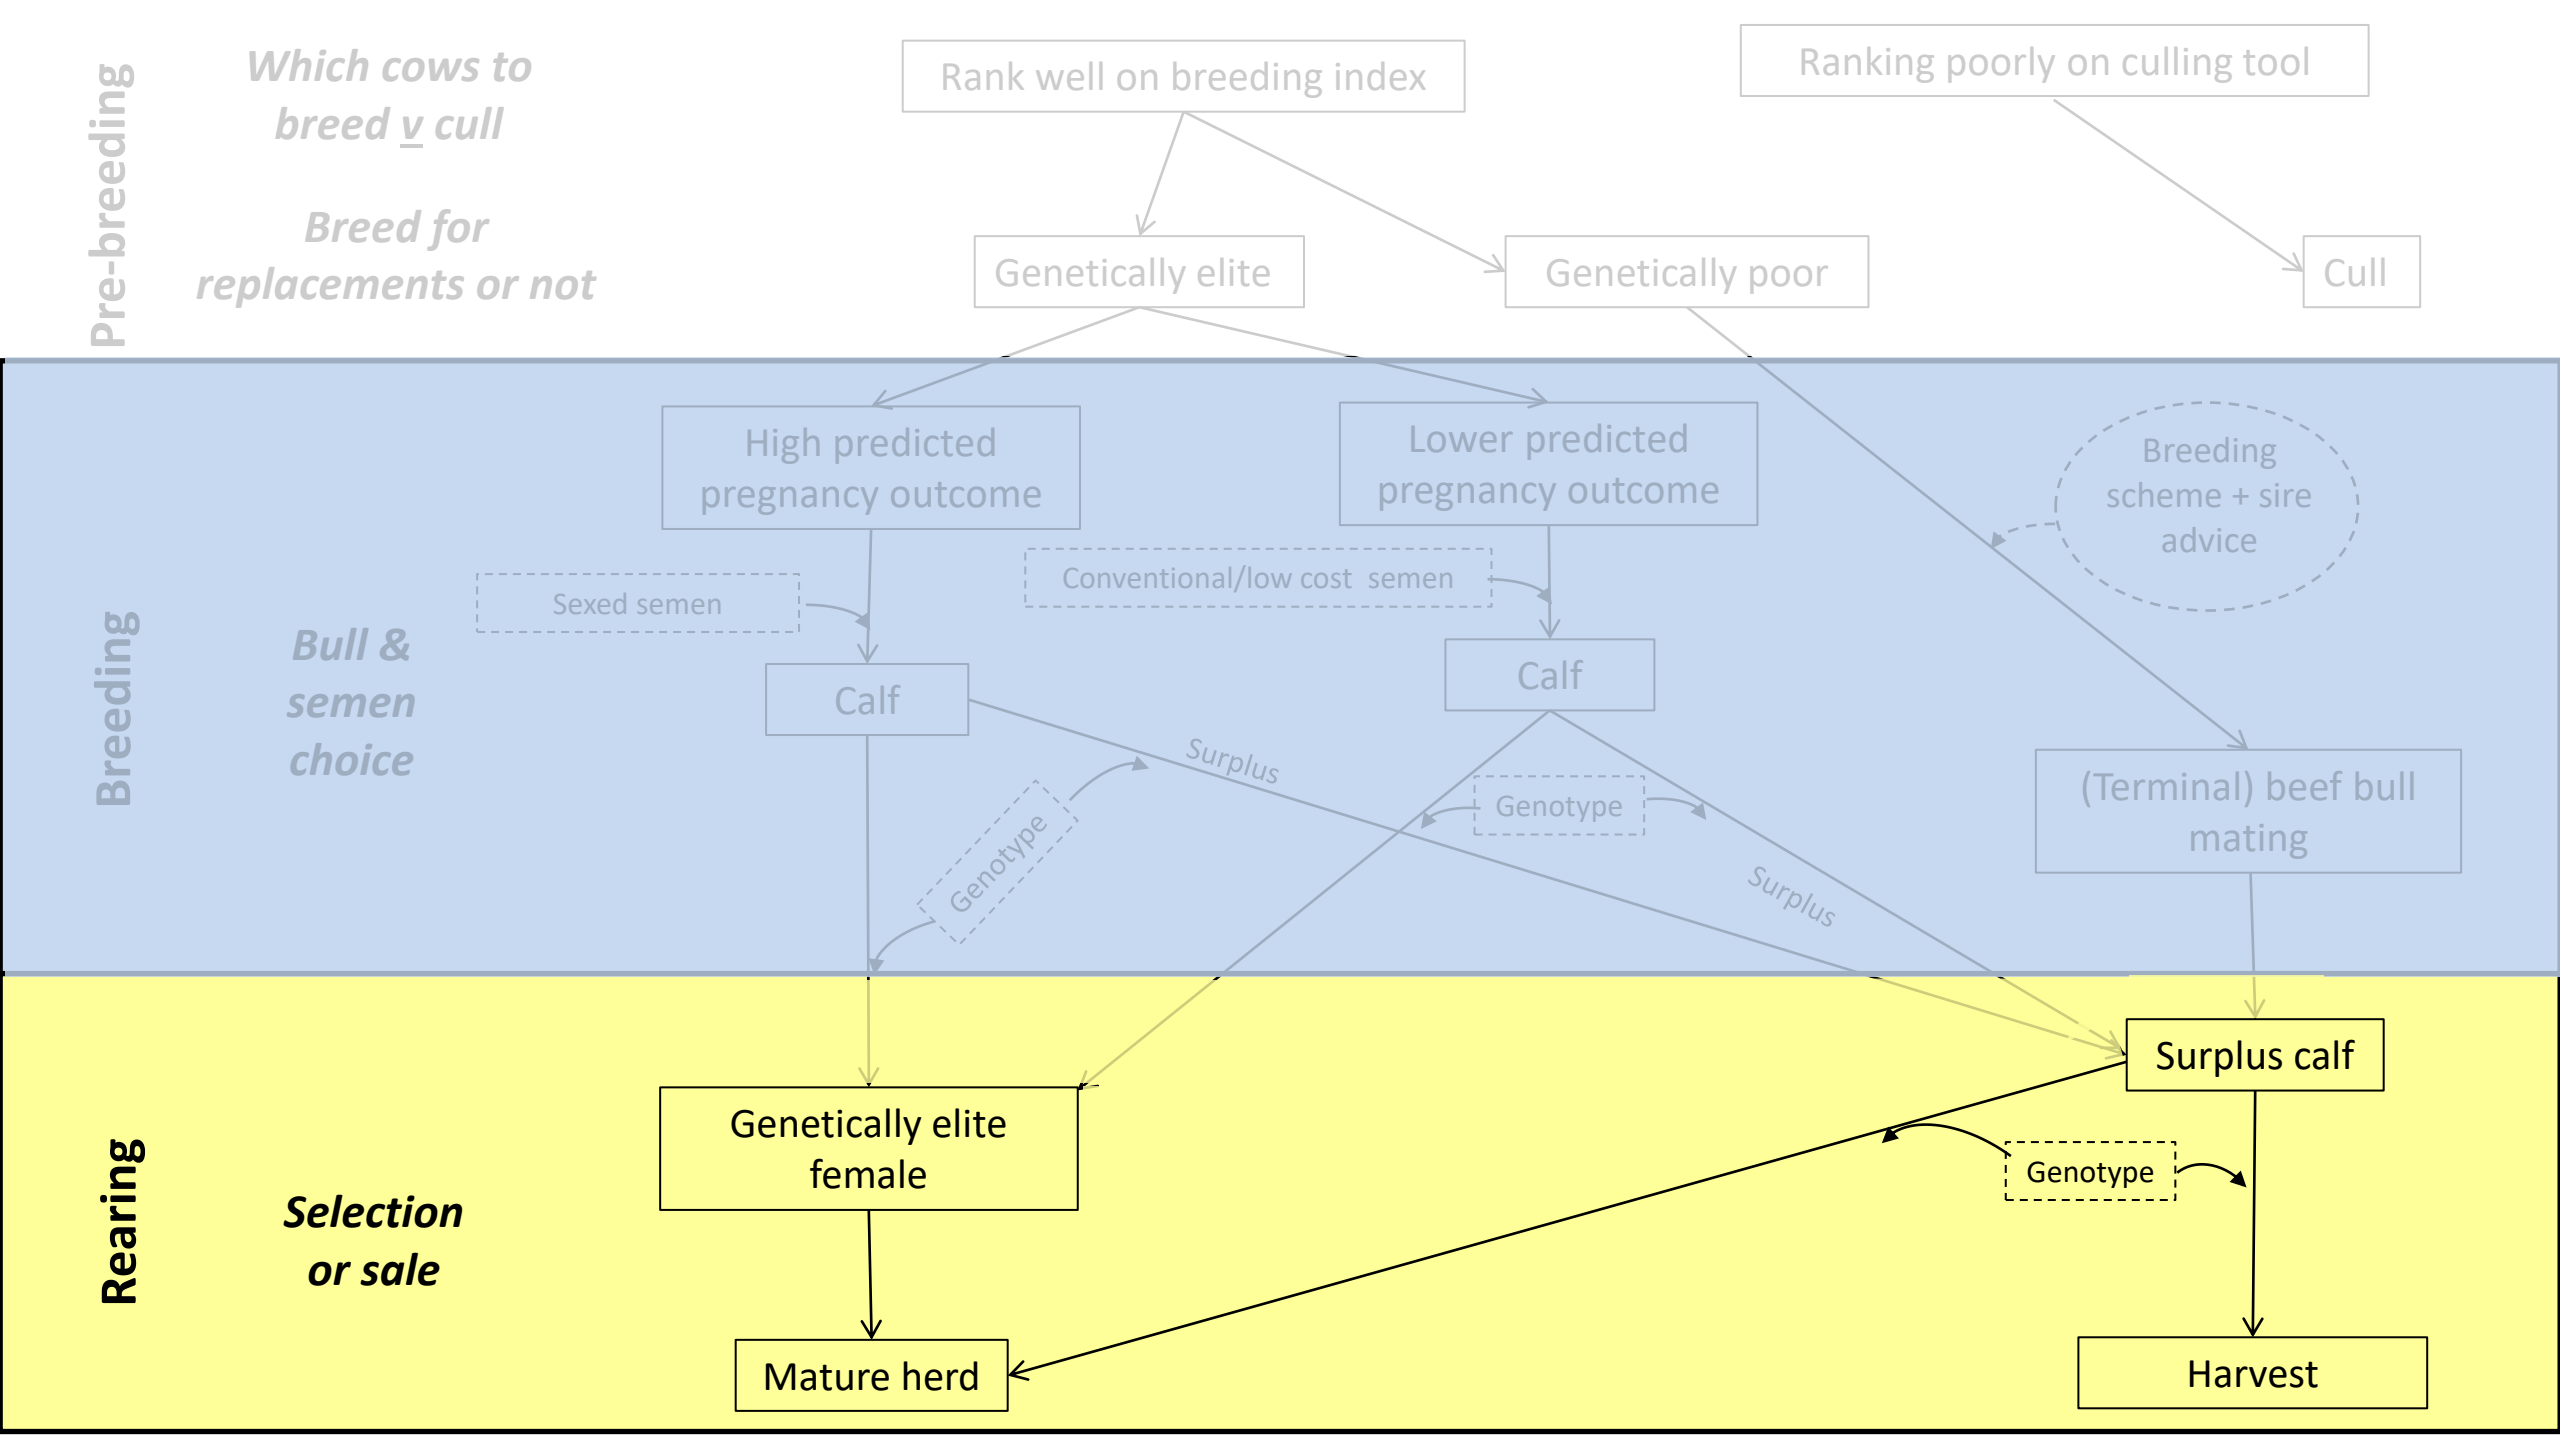 Pre-breeding
Which cows to
breed v cull
Breed for
replacements or not
Rank well on breeding index
Ranking poorly on culling tool
Genetically elite
Genetically poor
Cull
Breeding
Bull &
semen
choice
High predicted
pregnancy outcome
Lower predicted
pregnancy outcome
Breeding
scheme + sire
advice
Sexed semen
Conventional/low cost semen
Calf
Calf
Surplus
Genotype
Genotype
Surplus
(Terminal) beef bull
mating
Rearing
Selection
or sale
Genetically elite
female
Surplus calf
Genotype
Mature herd
Harvest